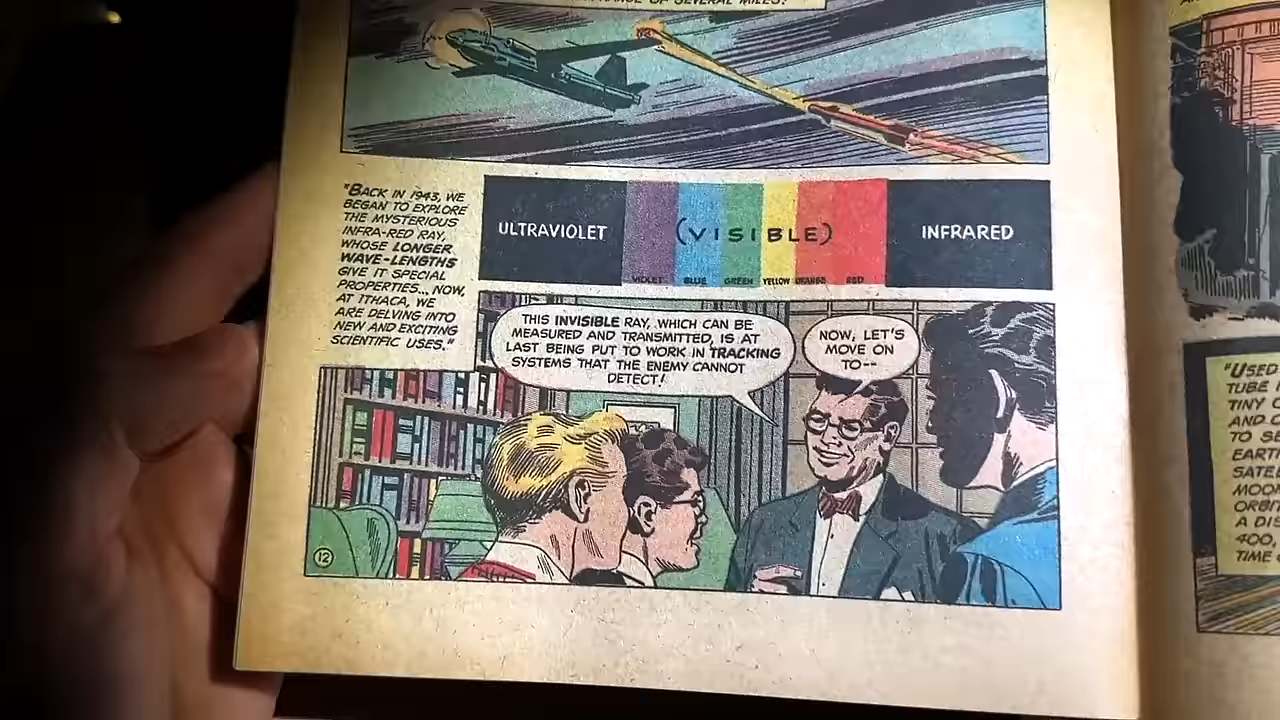 OF SEVERAL MILES!
"BACK IN 1943, WE
BEGAN TO EXPLORE
THE MYSTERIOUS
INFRA-RED RAY,
WHOSE LONGER
WAVE-LENGTHS
GIVE IT SPECIAL
PROPERTIES... NOW,
AT ITHACA, WE
ARE DELVING INTO
NEW AND EXCITING
SCIENTIFIC USES."
ULTRAVIOLET
(VISIBLE)
INFRARED
VIOLET BLUE GREEN YELLOW ORANGE RED
THIS INVISIBLE RAY, WHICH CAN BE
MEASURED AND TRANSMITTED, IS AT
LAST BEING PUT TO WORK IN TRACKING
SYSTEMS THAT THE ENEMY CANNOT
DETECT!
NOW, LET'S
MOVE ON
TO--
12
"USED
TUBE
TINY
AND
TO
EARTH
MOON
ORBI
A DIS
400,
TIME